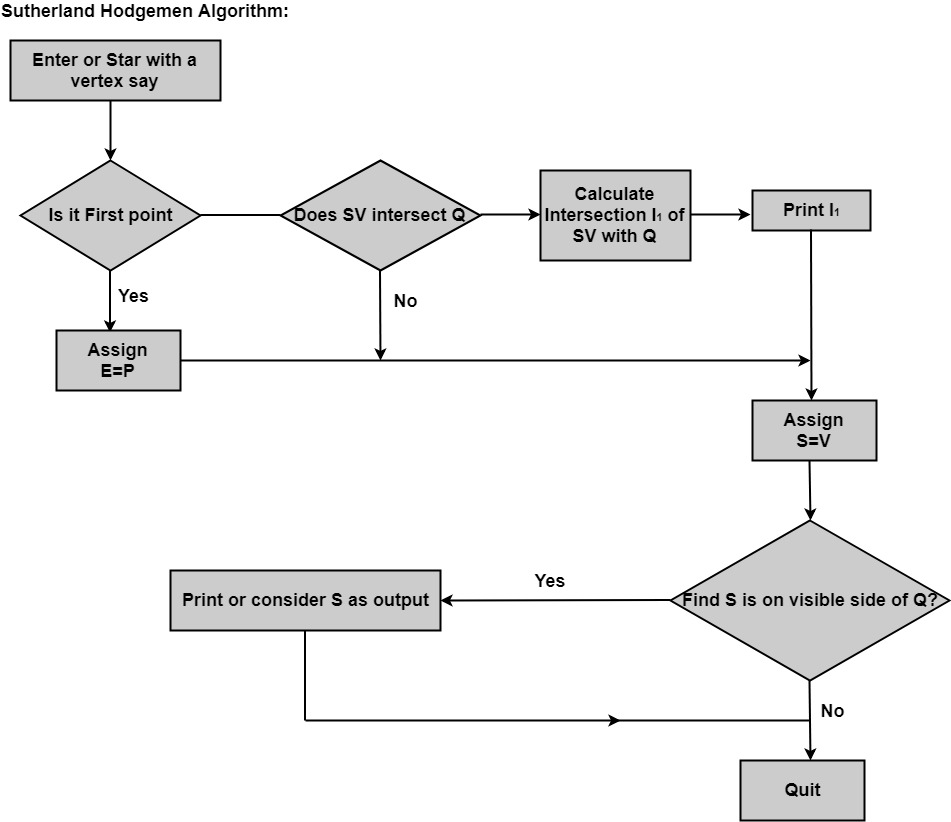 Sutherland Hodgemen Algorithm:
Enter or Star with a
vertex say
Is it First point
Does SV intersect Q
Calculate
Intersection I₁ of
SV with Q
Print I₁
Yes
No
Assign
E=P
Assign
S=V
Yes
Print or consider S as output
Find S is on visible side of Q?
No
Quit